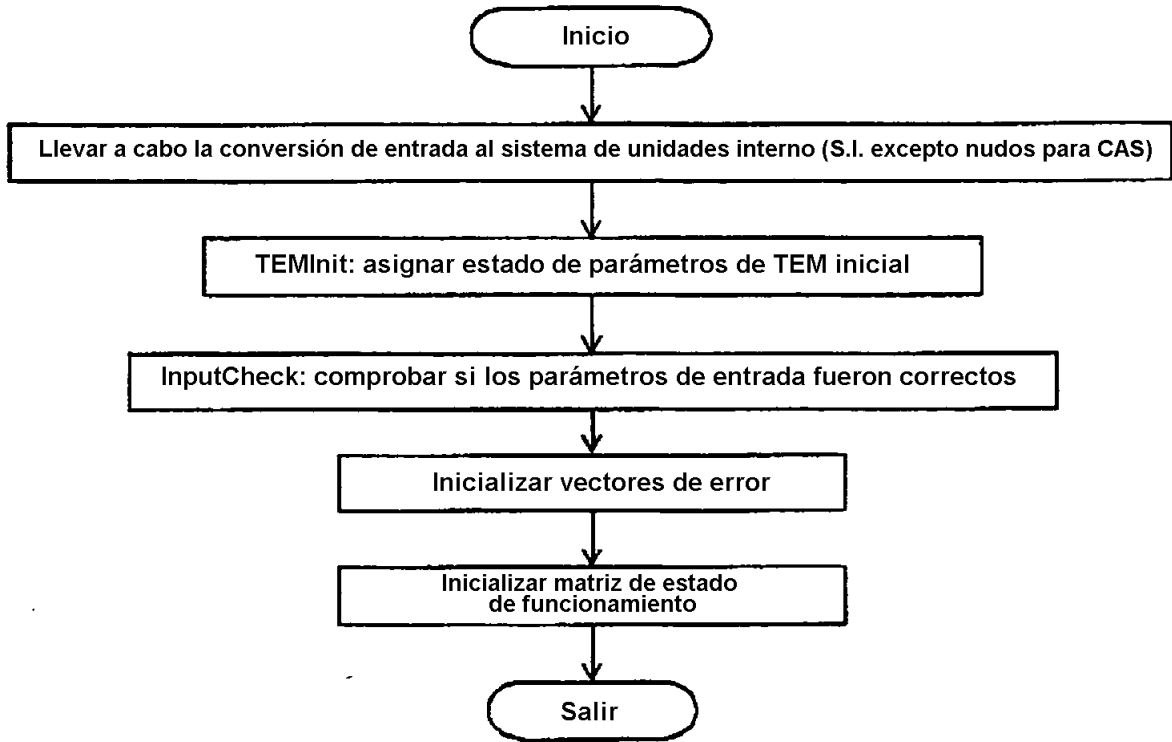 Inicio
Llevar a cabo la conversión de entrada al sistema de unidades interno (S.I. excepto nudos para CAS)
TEMInit: asignar estado de parámetros de TEM inicial
InputCheck: comprobar si los parámetros de entrada fueron correctos
Inicializar vectores de error
Inicializar matriz de estado
de funcionamiento
Salir